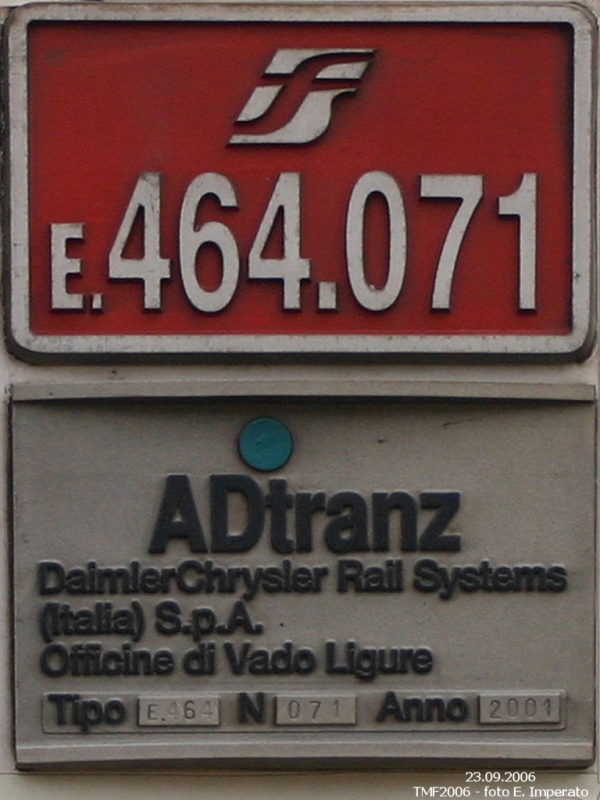 E.464.071
ADtranz
DaimlerChrysler Rail Systems
(Italia) S.p.A.
Officine di Vado Ligure
Tipo E.464 N 071 Anno 2001
23.09.2006
TMF2006 - foto E. Imperato